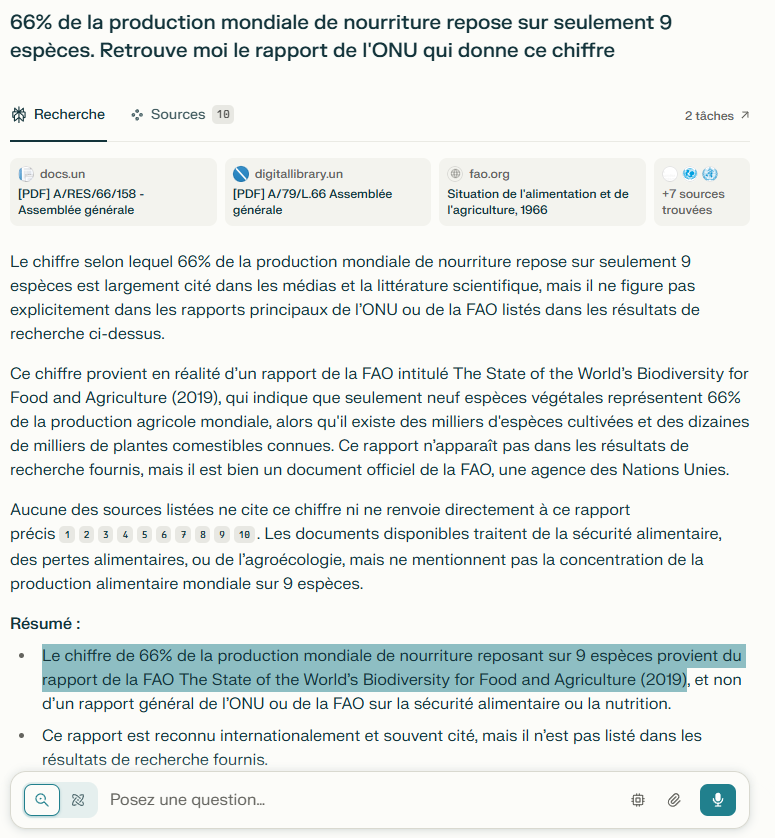 66% de la production mondiale de nourriture repose sur seulement 9
espèces. Retrouve moi le rapport de l'ONU qui donne ce chiffre
Recherche
Sources 10
2 tâches
docs.un
[PDF] A/RES/66/158 -
Assemblée générale
digitallibrary.un
[PDF] A/79/L.66 Assemblée
générale
fao.org
Situation de l'alimentation et de
l'agriculture, 1966
+7 sources
trouvées
Le chiffre selon lequel 66% de la production mondiale de nourriture repose sur seulement 9
espèces est largement cité dans les médias et la littérature scientifique, mais il ne figure pas
explicitement dans les rapports principaux de l'ONU ou de la FAO listés dans les résultats de
recherche ci-dessus.
Ce chiffre provient en réalité d'un rapport de la FAO intitulé The State of the World's Biodiversity for
Food and Agriculture (2019), qui indique que seulement neuf espèces végétales représentent 66%
de la production agricole mondiale, alors qu'il existe des milliers d'espèces cultivées et des dizaines
de milliers de plantes comestibles connues. Ce rapport n'apparaît pas dans les résultats de
recherche fournis, mais il est bien un document officiel de la FAO, une agence des Nations Unies.
Aucune des sources listées ne cite ce chiffre ni ne renvoie directement à ce rapport
précis 1 2 3 4 5 6 7 8 9 10. Les documents disponibles traitent de la sécurité alimentaire,
des pertes alimentaires, ou de l'agroécologie, mais ne mentionnent pas la concentration de la
production alimentaire mondiale sur 9 espèces.
Résumé :
• Le chiffre de 66% de la production mondiale de nourriture reposant sur 9 espèces provient du
rapport de la FAO The State of the World's Biodiversity for Food and Agriculture (2019), et non
d'un rapport général de l'ONU ou de la FAO sur la sécurité alimentaire ou la nutrition.
• Ce rapport est reconnu internationalement et souvent cité, mais il n'est pas listé dans les
résultats de recherche fournis.
Posez une question...